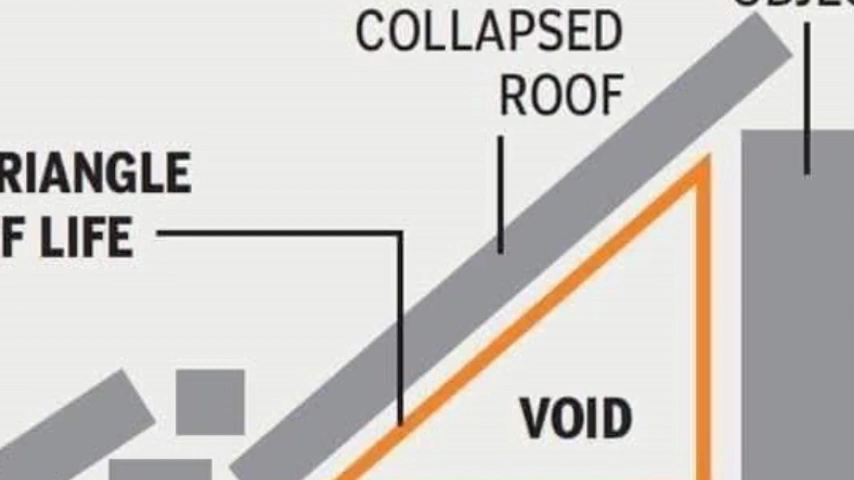 COLLAPSED
ROOF
RIANGLE
F LIFE
VOID